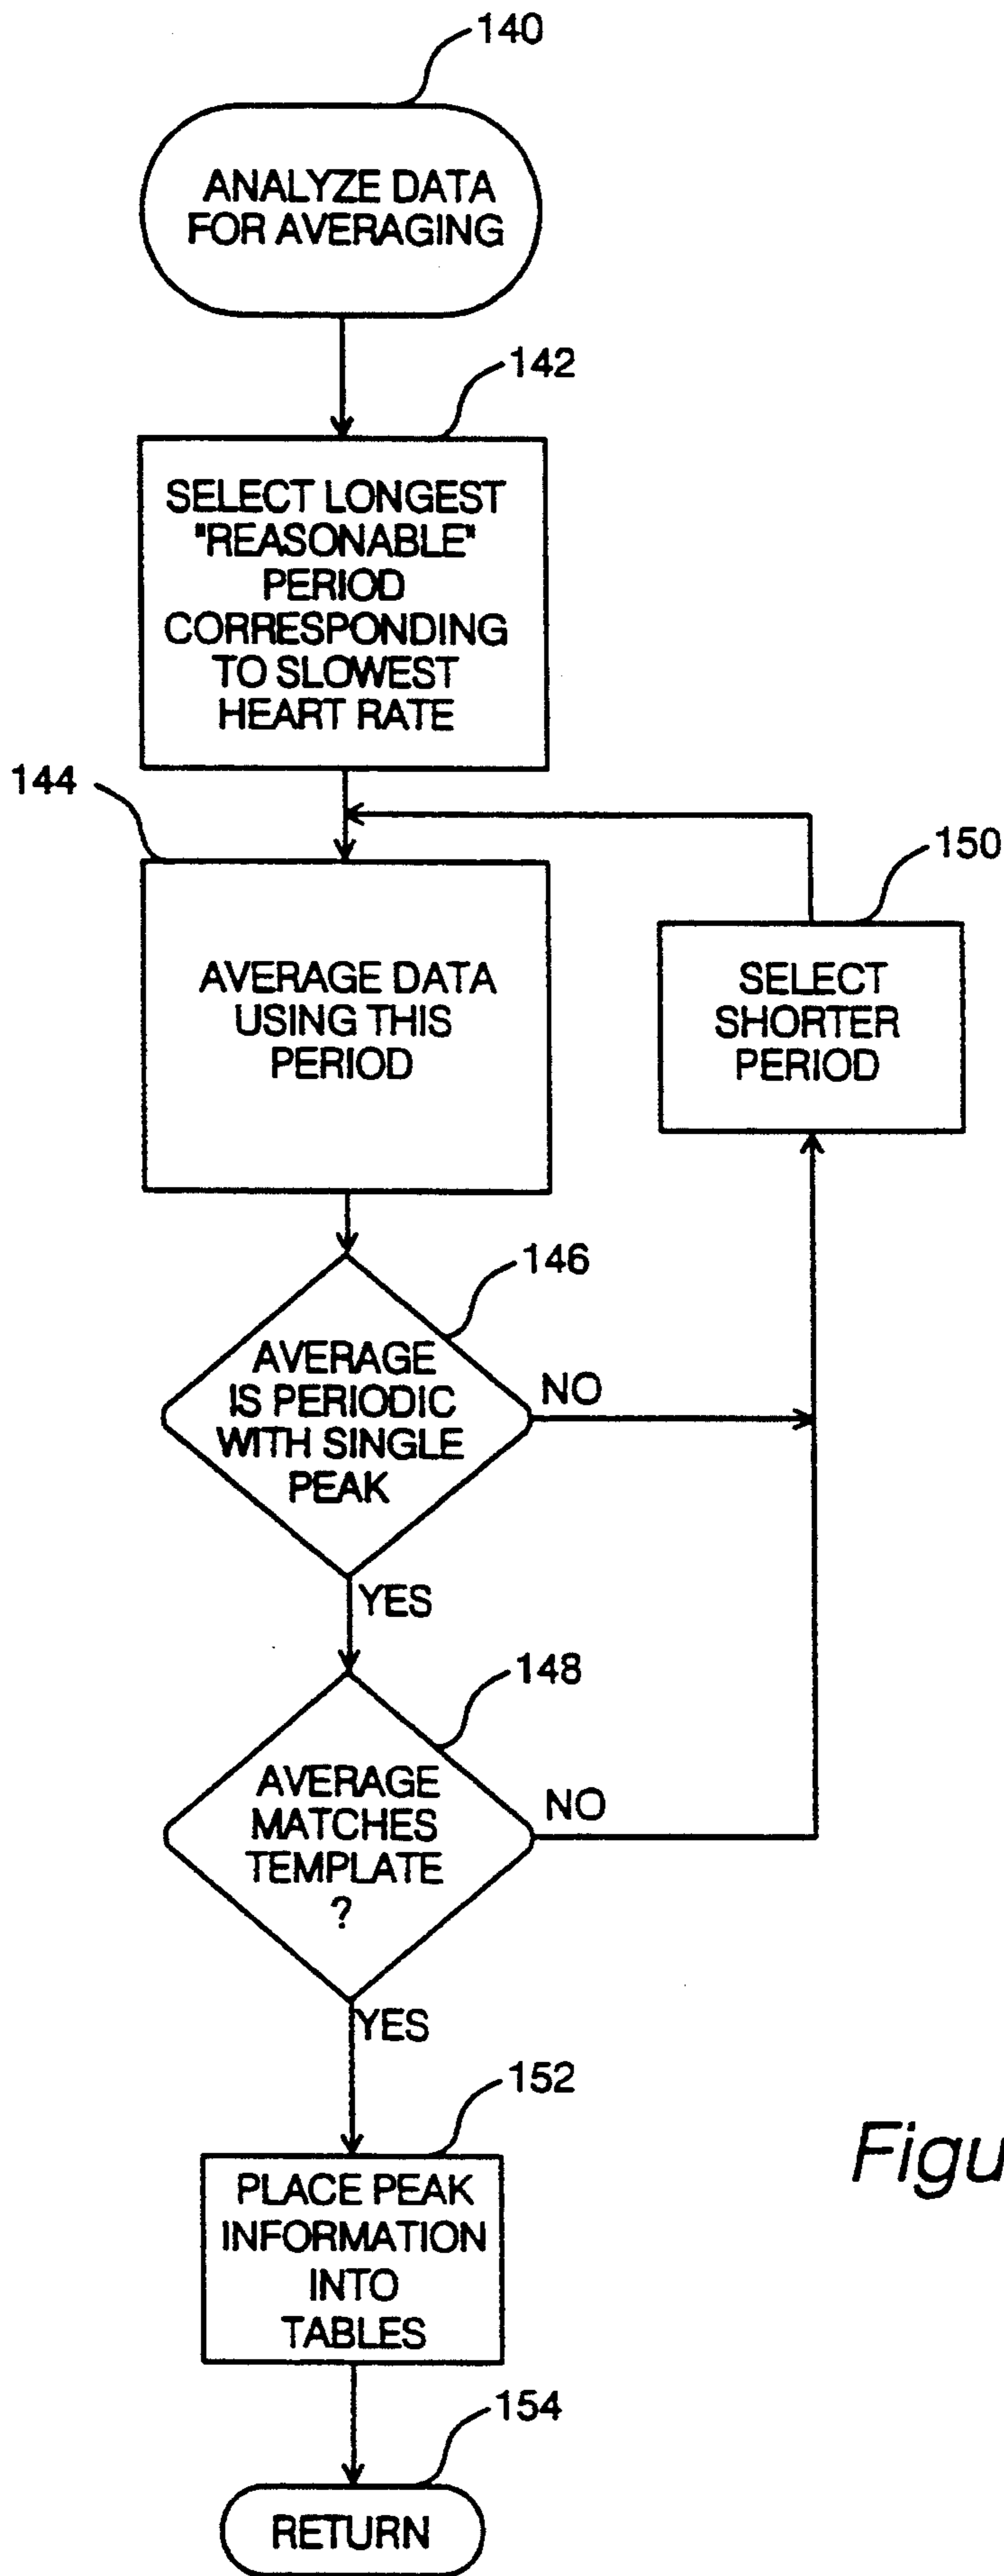 140
ANALYZE DATA
FOR AVERAGING
142
SELECT LONGEST
"REASONABLE"
PERIOD
CORRESPONDING
TO SLOWEST
HEART RATE
144
AVERAGE DATA
USING THIS
PERIOD
150
SELECT
SHORTER
PERIOD
146
AVERAGE
IS PERIODIC
WITH SINGLE
PEAK
NO
YES
148
AVERAGE
MATCHES
TEMPLATE
?
NO
YES
152
PLACE PEAK
INFORMATION
INTO
TABLES
Figu
154
RETURN